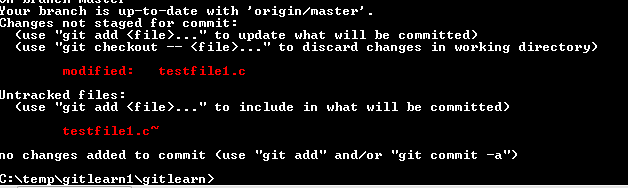 On branch master
Your branch is up-to-date with 'origin/master'.
Changes not staged for commit:
  (use "git add <file>..." to update what will be committed)
  (use "git checkout -- <file>..." to discard changes in working directory)
        modified:   testfile1.c
Untracked files:
  (use "git add <file>..." to include in what will be committed)
        testfile1.c~
no changes added to commit (use "git add" and/or "git commit -a")
C:\temp\gitlearn1\gitlearn>